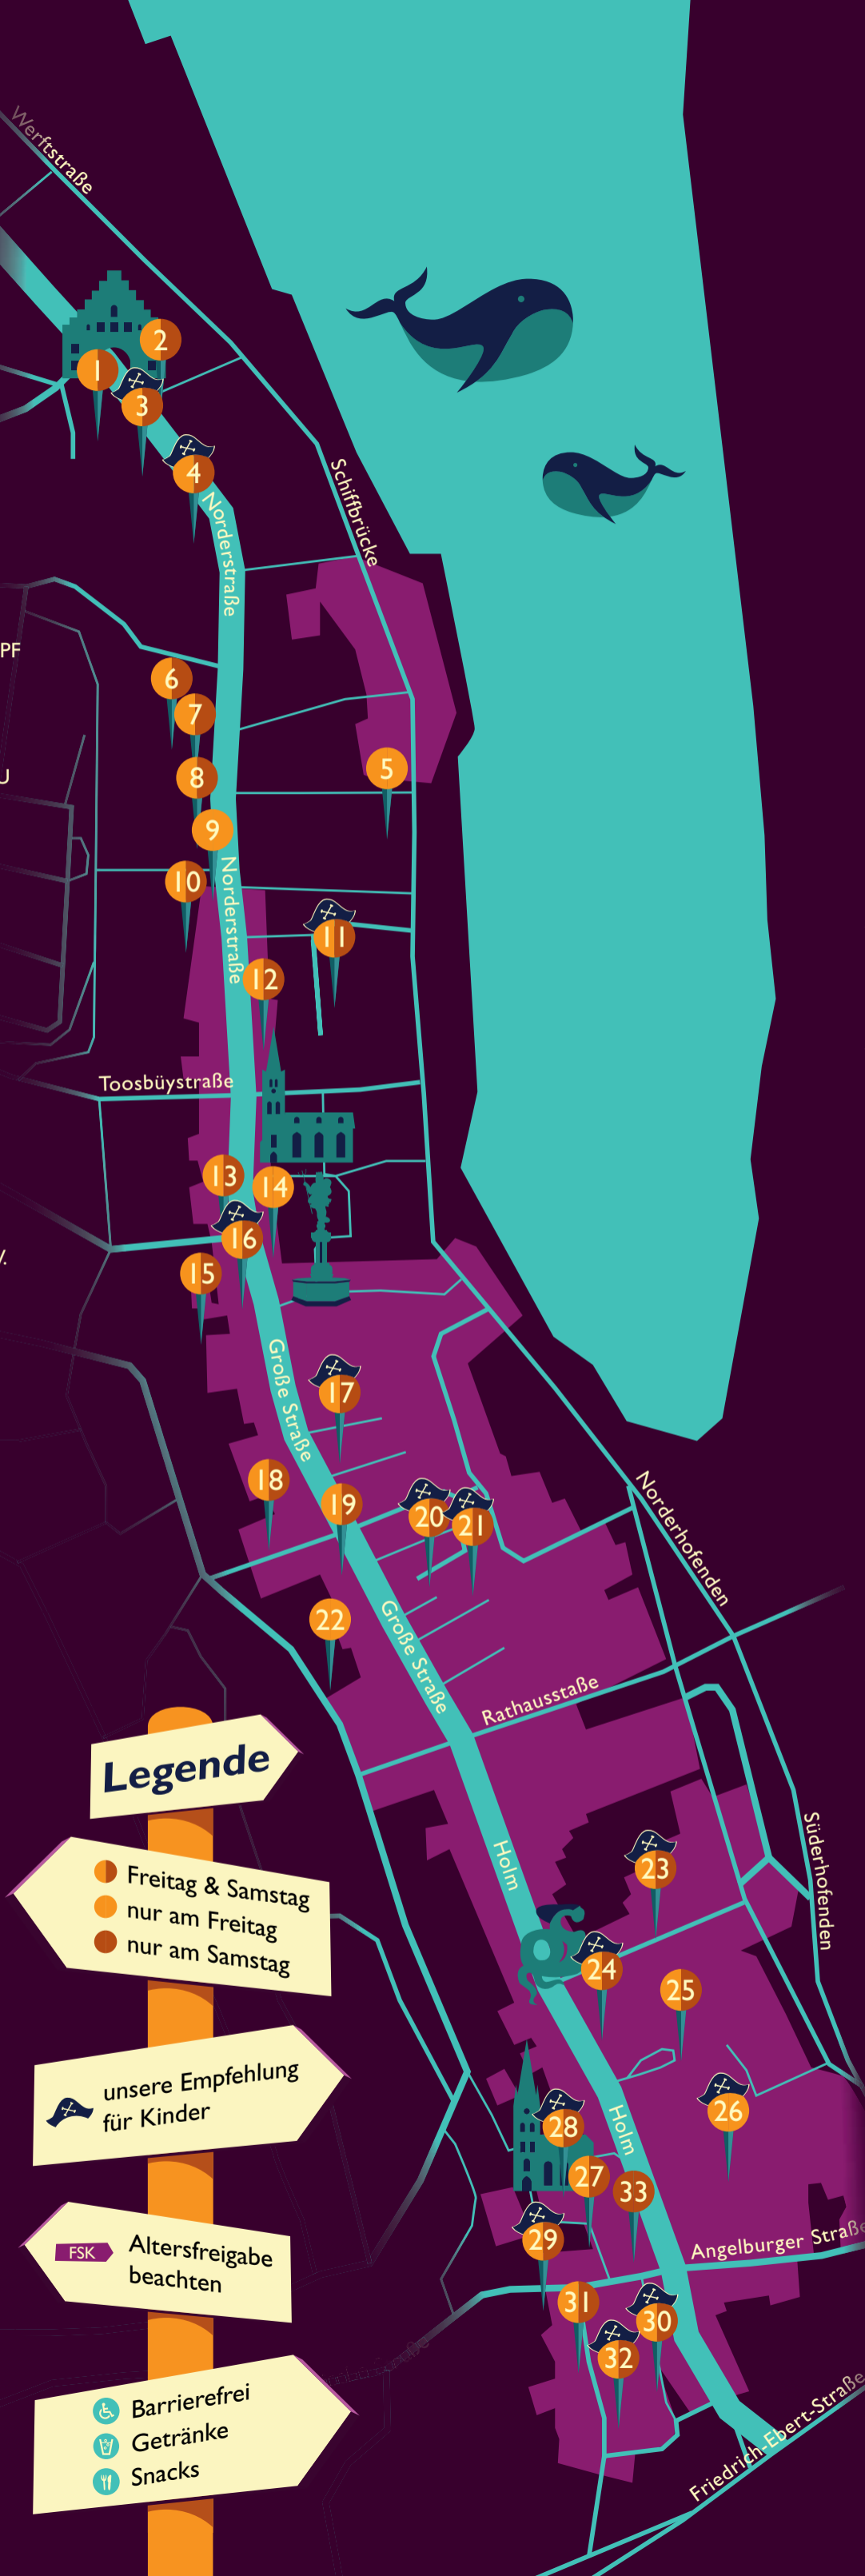 Werftstraße
2
1
3
4
Norderstraße
Schiffbrücke
PF
6
7
U
8
5
9
10
Norderstraße
11
12
Toosbüystraße
13
14
16
15
Große Straße
17
18
19
20
21
Norderhofenden
22
Große Straße
Rathausstaße
Legende
Freitag & Samstag
nur am Freitag
nur am Samstag
Holm
Süderhofenden
23
24
25
unsere Empfehlung
für Kinder
26
28
Holm
27
33
29
FSK
Altersfreigabe
beachten
Angelburger Straße
31
30
32
Friedrich-Ebert-Straße
Barrierefrei
Getränke
Snacks